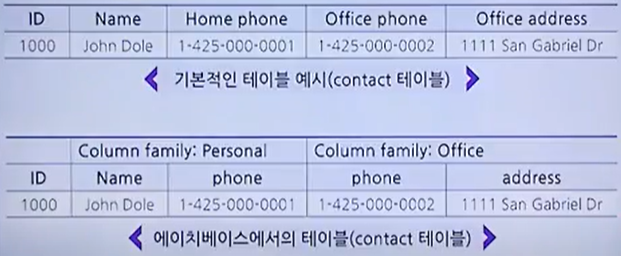 ID Name Home phone Office phone Office address
1000 John Dole 1-425-000-0001 1-425-000-0002 1111 San Gabriel Dr
기본적인 테이블 예시(contact 테이블)
Column family: Personal Column family: Office
ID Name phone phone address
1000 John Dole 1-425-000-0001 1-425-000-0002 1111 San Gabriel Dr
에이치베이스에서의 테이블(contact 테이블)